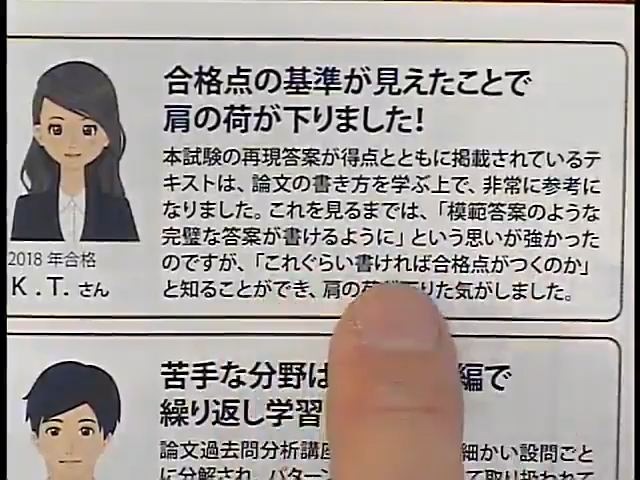 合格点の基準が見えたことで
肩の荷が下りました!
本試験の再現答案が得点とともに掲載されているテ
キストは、論文の書き方を学ぶ上で、非常に参考に
なりました。これを見るまでは、「模範答案のような
完璧な答案が書けるように」という思いが強かった
のですが、「これぐらい書ければ合格点がつくのか」
と知ることができ、肩の荷が下りた気がしました。
2018年合格
K.T.さん
苦手な分野は 編で
繰り返し学習
論文過去問分析講座 細かい設問ごと
に分解され、パターン て取り扱われて